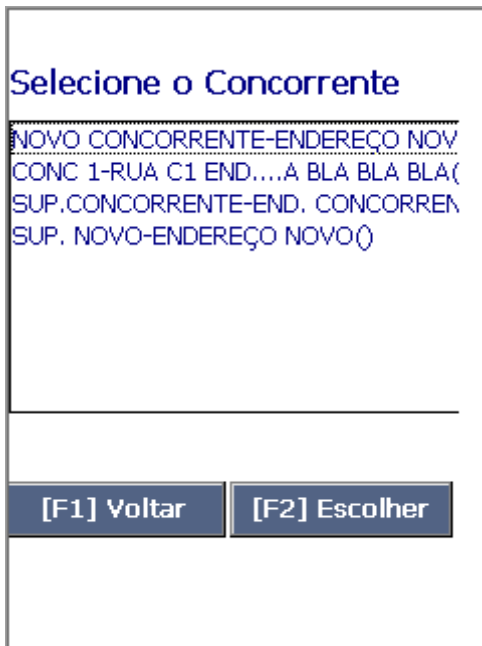 Selecione o Concorrente
NOVO CONCORRENTE-ENDEREÇO NOV
CONC 1-RUA C1 END....A BLA BLA BLA(
SUP.CONCORRENTE-END. CONCORREN
SUP. NOVO-ENDEREÇO NOVO()
[F1] Voltar [F2] Escolher